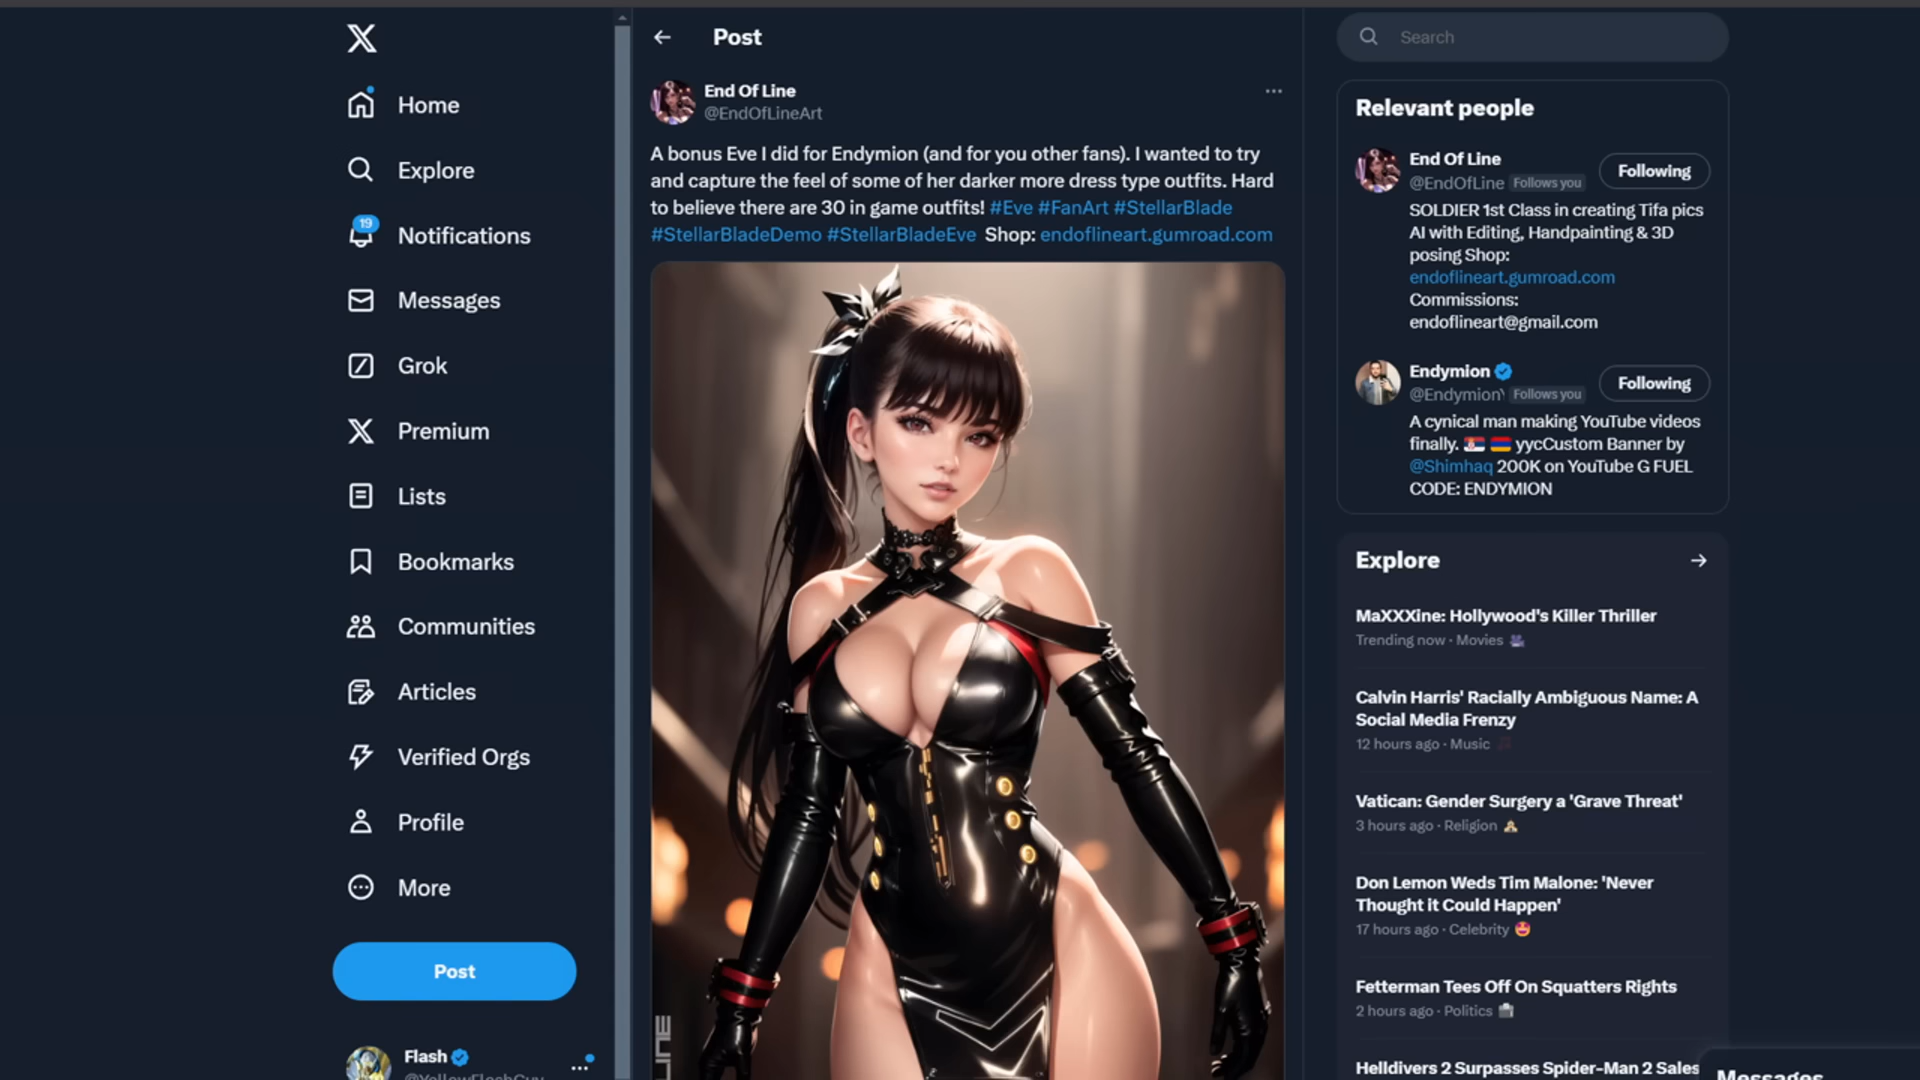 Home
Explore
19
Notifications
Messages
Grok
Premium
Lists
Bookmarks
Communities
Articles
Verified Orgs
Profile
More
Post
Flash
Post
End Of Line
@EndOfLineArt
A bonus Eve I did for Endymion (and for you other fans). I wanted to try
and capture the feel of some of her darker more dress type outfits. Hard
to believe there are 30 in game outfits! #Eve #FanArt #StellarBlade
#StellarBladeDemo #StellarBladeEve Shop: endoflineart.gumroad.com
Search
Relevant people
End Of Line
@EndOfLine Follows you
Following
SOLDIER 1st Class in creating Tifa pics
AI with Editing, Handpainting & 3D
posing Shop:
endoflineart.gumroad.com
Commissions:
endoflineart@gmail.com
Endymion
@Endymion Follows you
Following
A cynical man making YouTube videos
finally. 🇷🇸 🇦🇲 yycCustom Banner by
@Shimhaq 200K on YouTube G FUEL
CODE: ENDYMION
Explore
MaXXXine: Hollywood's Killer Thriller
Trending now · Movies
Calvin Harris' Racially Ambiguous Name: A
Social Media Frenzy
12 hours ago · Music
Vatican: Gender Surgery a 'Grave Threat'
3 hours ago · Religion
Don Lemon Weds Tim Malone: 'Never
Thought it Could Happen'
17 hours ago · Celebrity
Fetterman Tees Off On Squatters Rights
2 hours ago · Politics
Helldivers 2 Surpasses Spider-Man 2 Sales
Messages